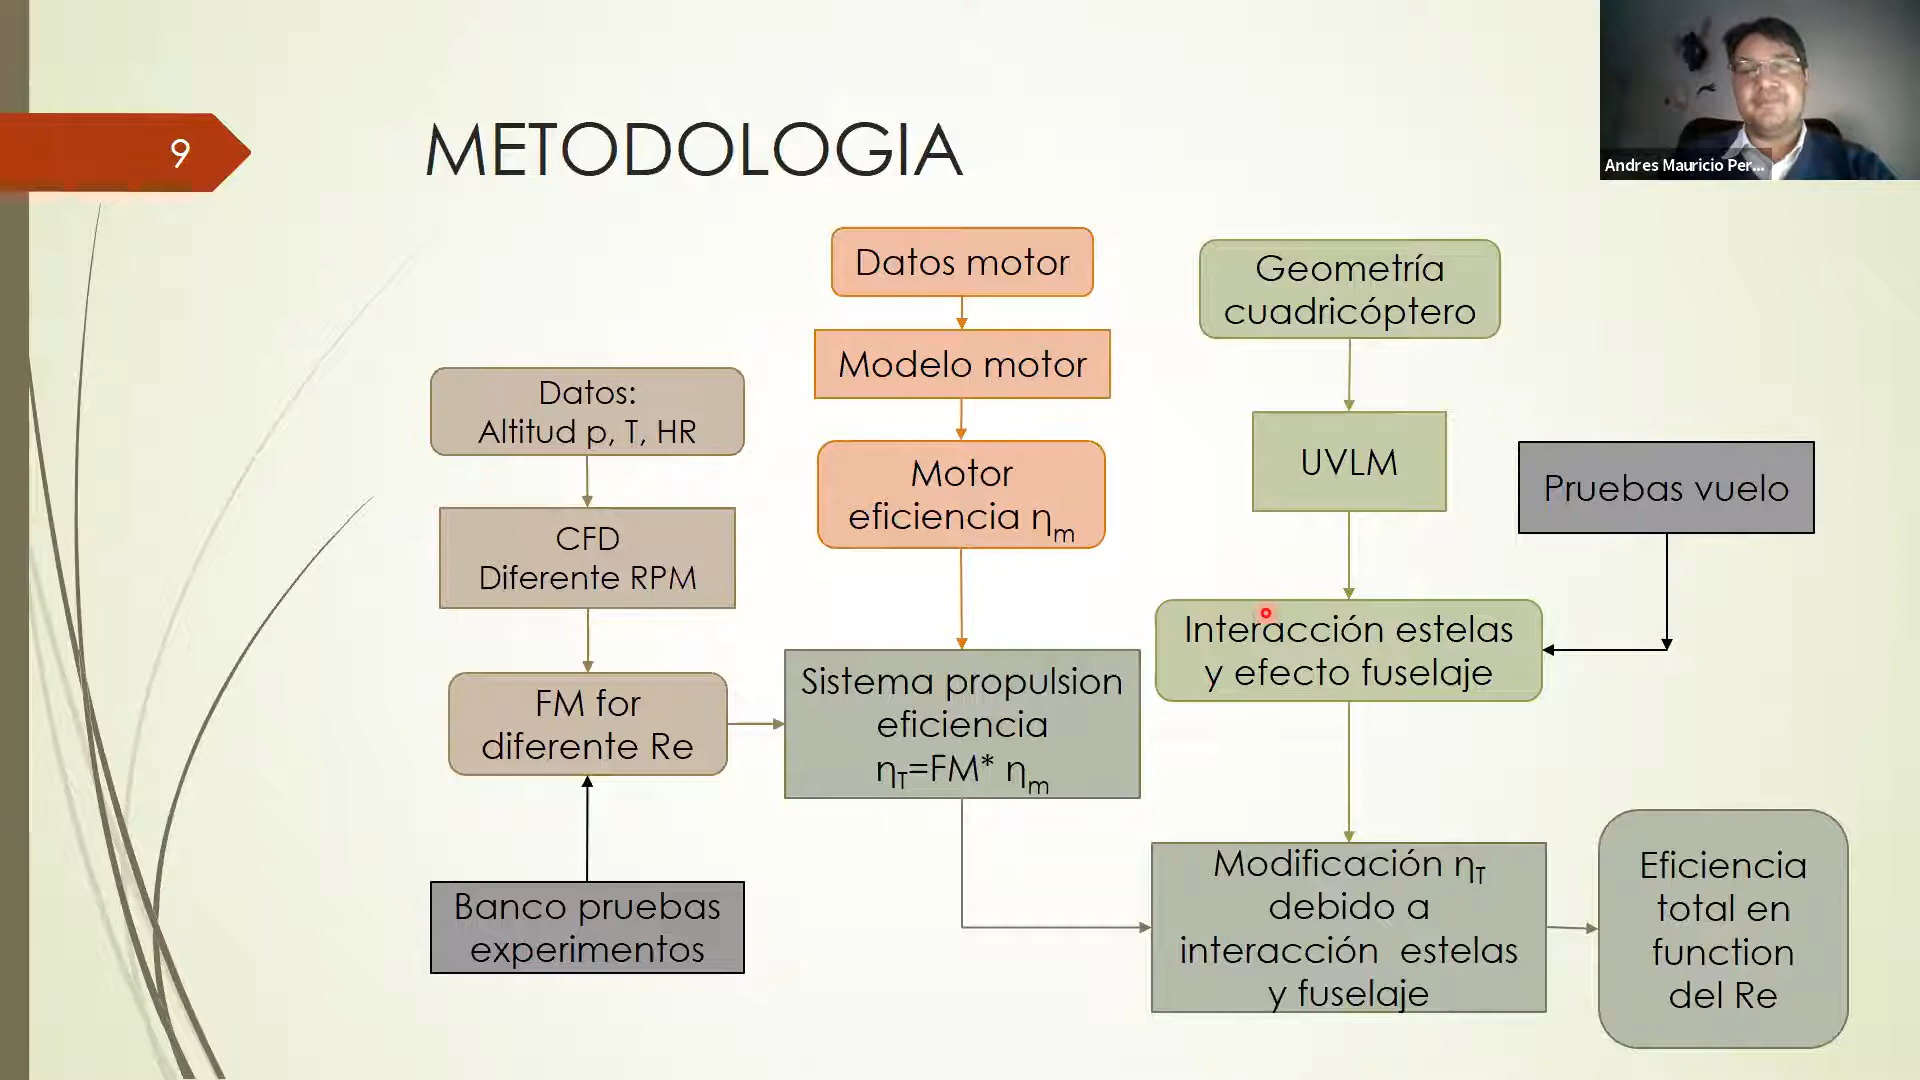 9
METODOLOGIA
Andres Mauricio Per...
Datos motor
Modelo motor
Motor
eficiencia ηm
Geometría
cuadricóptero
UVLM
Pruebas vuelo
Interacción estelas
y efecto fuselaje
Datos:
Altitud p, T, HR
CFD
Diferente RPM
FM for
diferente Re
Banco pruebas
experimentos
Sistema propulsion
eficiencia
ηT=FM* ηm
Modificación ηT
debido a
interacción estelas
y fuselaje
Eficiencia
total en
function
del Re